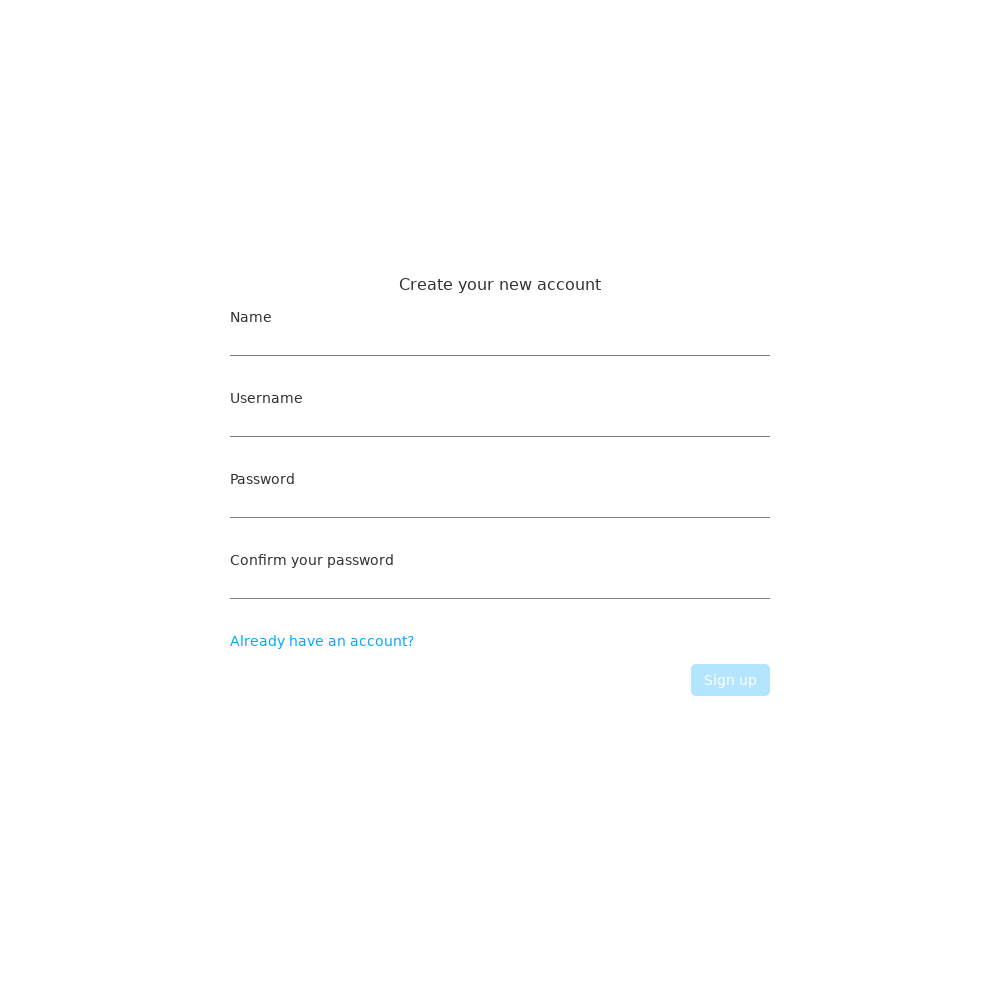 Create your new account
Name
Username
Password
Confirm your password
Already have an account?
Sign up